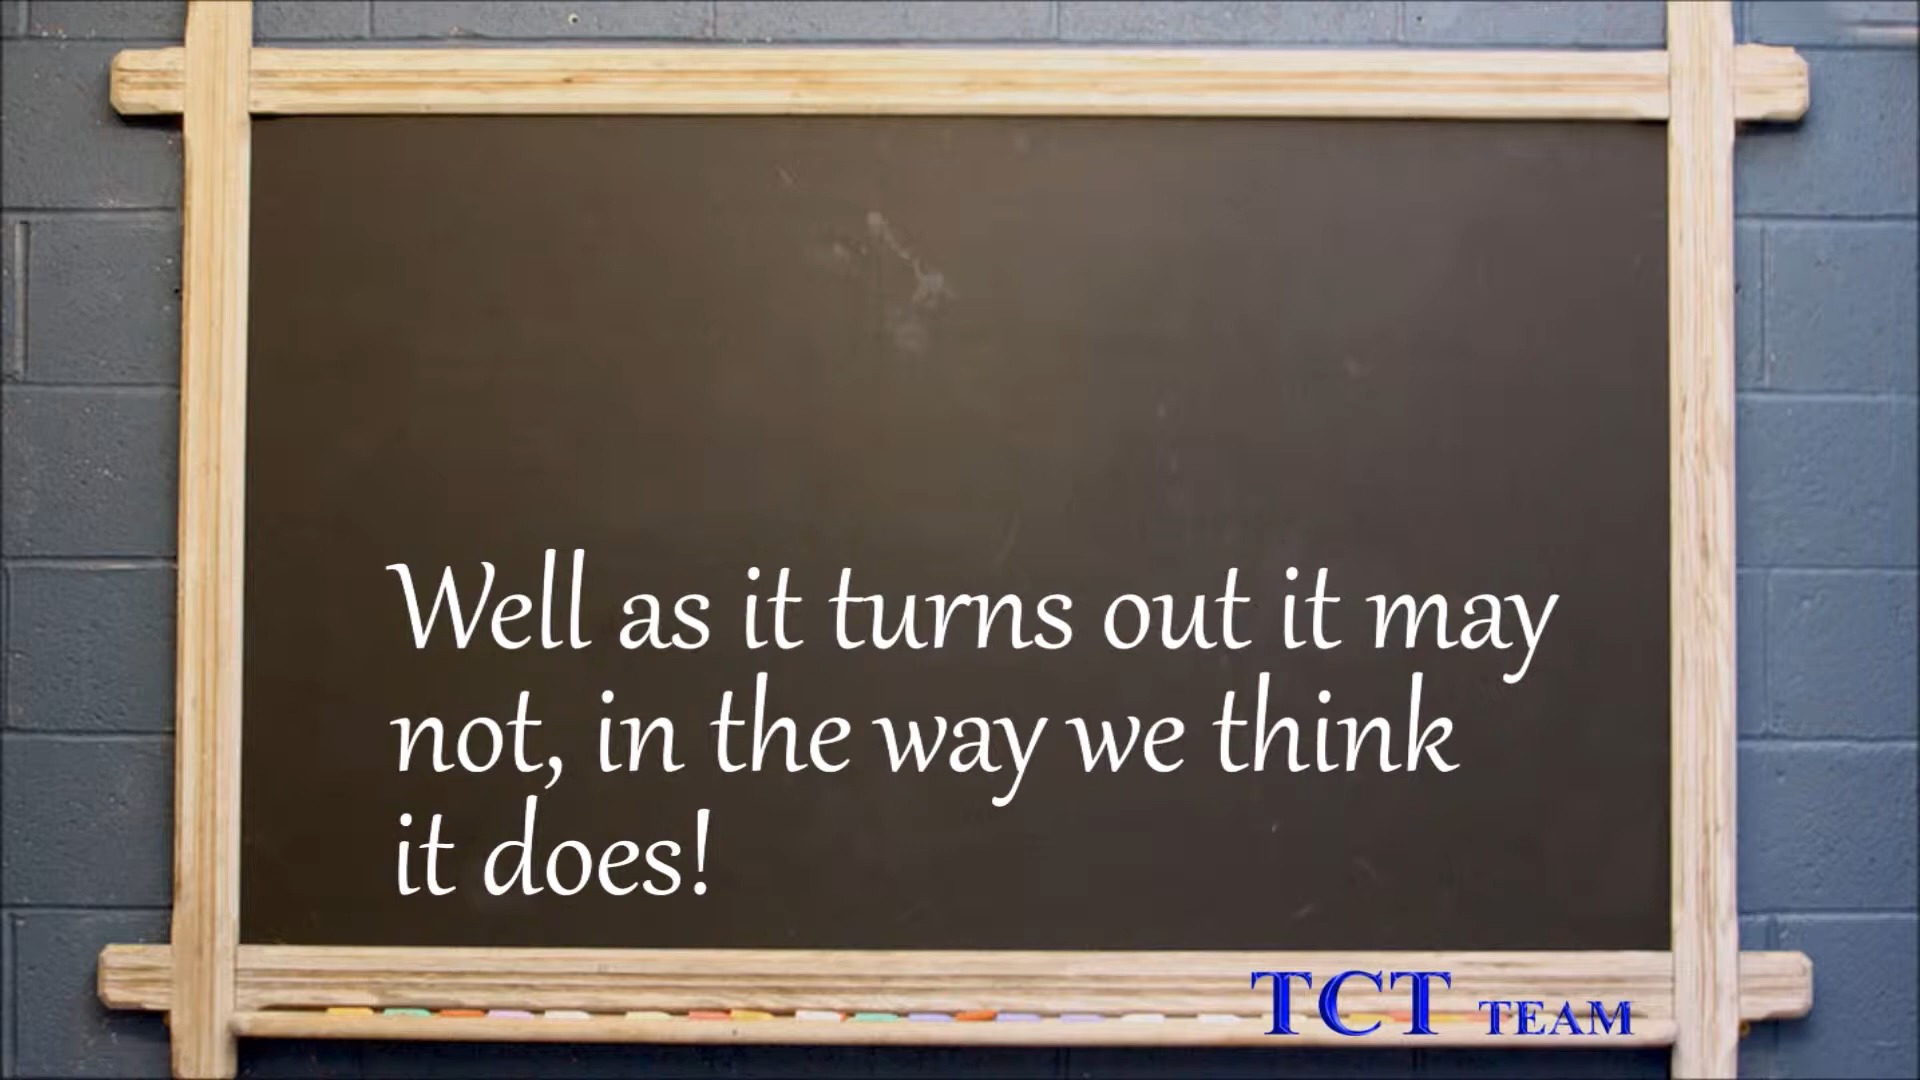 Well as it turns out it may
not, in the way we think
it does!
TCT TEAM